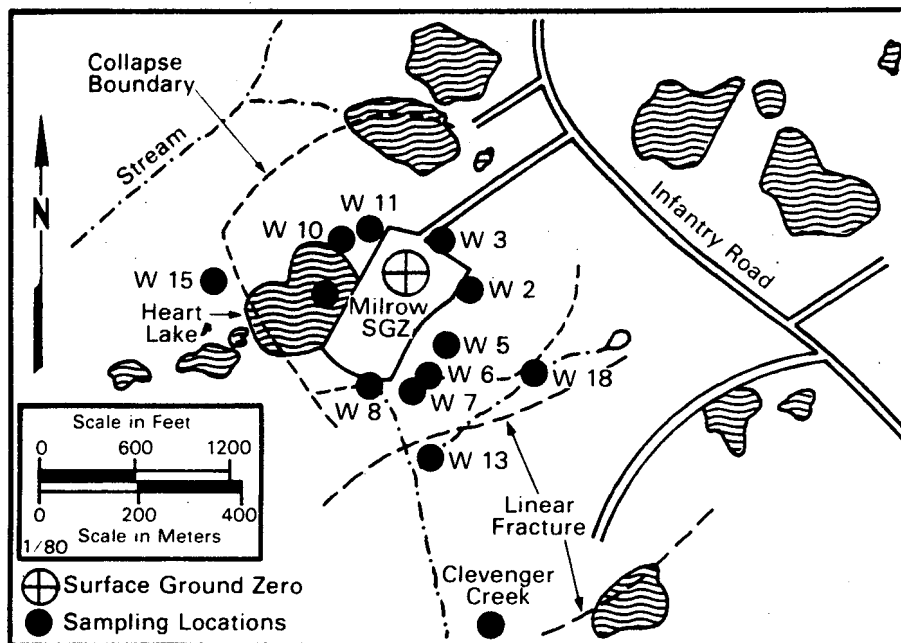 Collapse
Boundary
Stream
N
Infantry Road
W 11
W 10
W 3
W 15
W 2
Heart
Lake
Milrow
SGZ
W 5
W 6
W 18
W 8
W 7
W 13
Linear
Fracture
Clevenger
Creek
Scale in Feet
0 600 1200
0 200 400
Scale in Meters
1/80
Surface Ground Zero
Sampling Locations